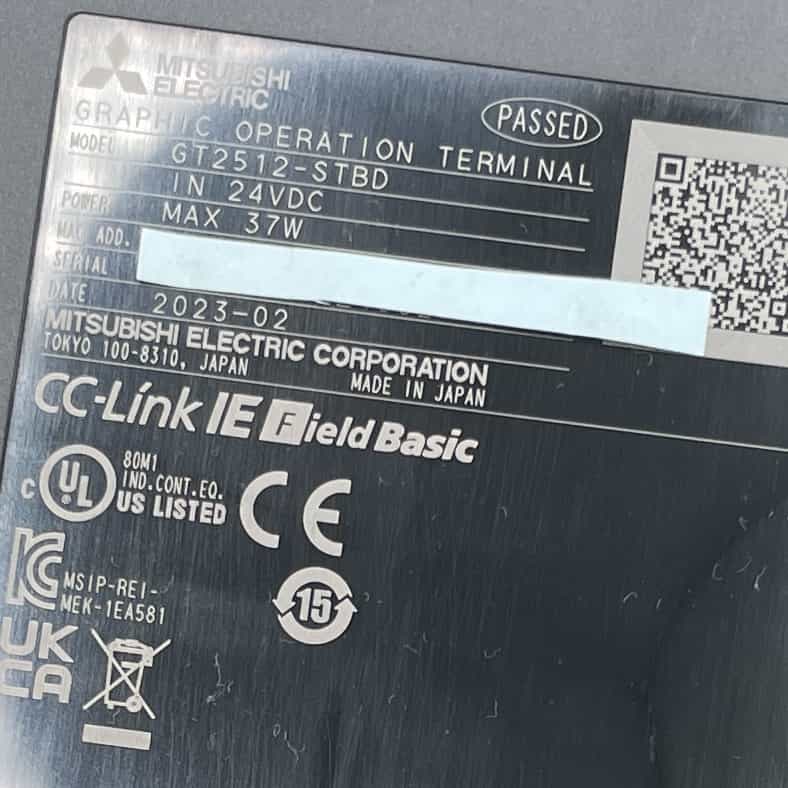 MITSUBISHI
ELECTRIC
GRAPHIC OPERATION TERMINAL
PASSED
MODEL GT2512-STBD
POWER IN 24VDC
MAX 37W
MAC ADD.
SERIAL
DATE 2023-02
MITSUBISHI ELECTRIC CORPORATION
TOKYO 100-8310, JAPAN MADE IN JAPAN
CC-Link IE Field Basic
C UL US LISTED
80M1
IND.CONT.EQ.
CE
KC
MSIP-REI-
MEK-1EA581
15
UK
CA